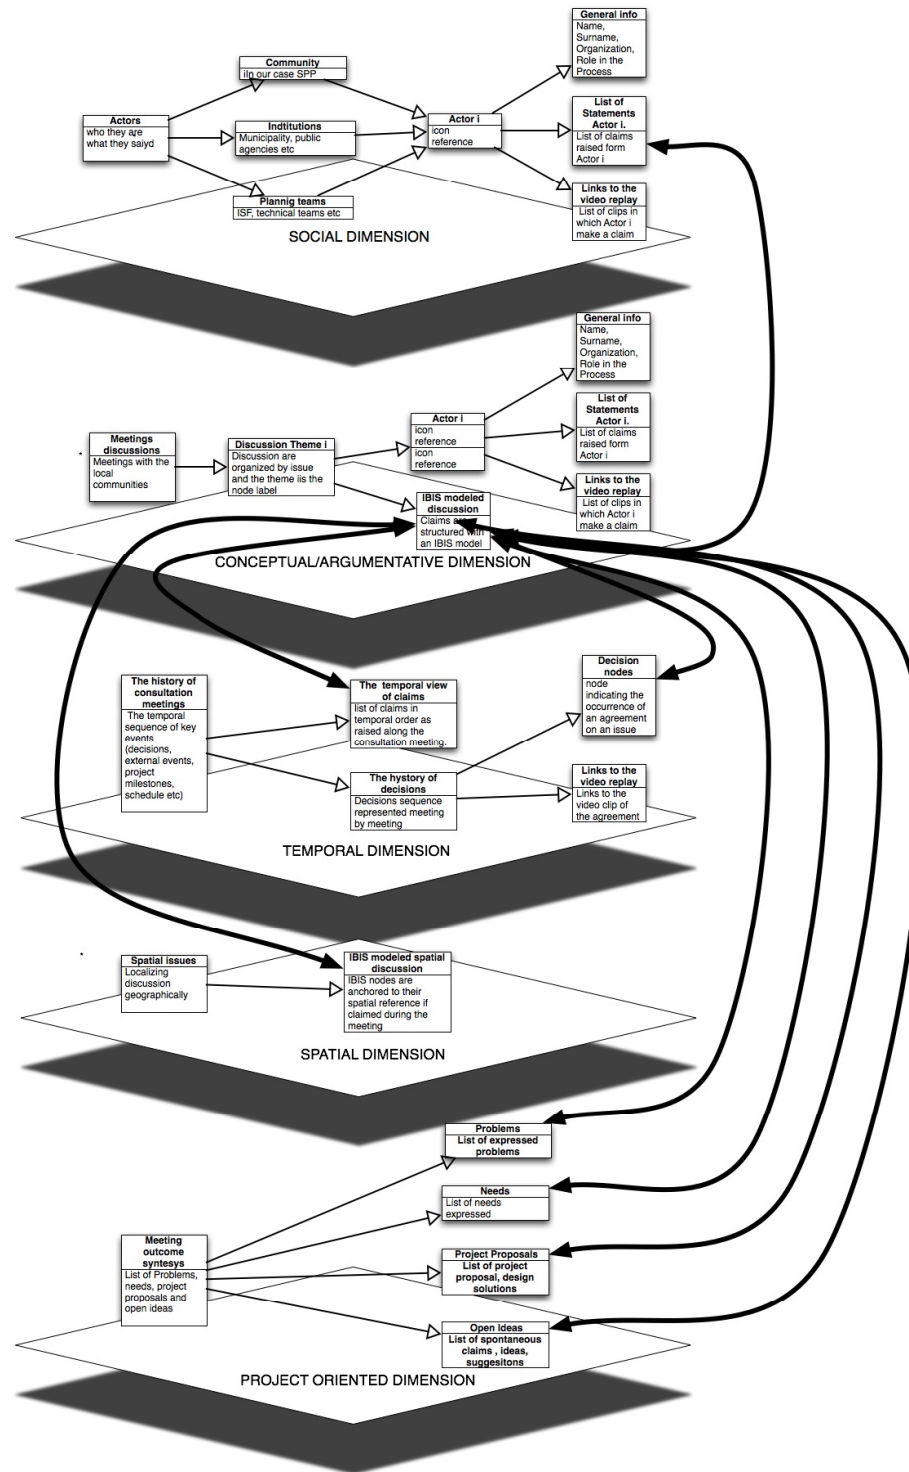 General info
Name,
Surname,
Organization,
Role in the
Process
Community
iIn our case SPP
Actors
who they are
what they saiyd
Indtitutions
Municipality, public
agencies etc
Actor i
icon
reference
List of
Statements
Actor i.
List of claims
raised form
Actor i
Plannig teams
ISF, technical teams etc
Links to the
video replay
List of clips in
which Actor i
make a claim
SOCIAL DIMENSION
General info
Name,
Surname,
Organization,
Role in the
Process
Meetings
discussions
Meetings with the
local
communities
Discussion Theme i
Discussion are
organized by issue
and the theme iis the
node label
Actor i
icon
reference
icon
reference
List of
Statements
Actor i.
List of claims
raised form
Actor i
IBIS modeled
discussion
Claims are
structured with
an IBIS model
Links to the
video replay
List of clips in
which Actor i
make a claim
CONCEPTUAL/ARGUMENTATIVE DIMENSION
The history of
consultation
meetings
The temporal
sequence of key
events
(decisions,
external events,
project
milestones,
schedule etc)
The temporal view
of claims
list of claims in
temporal order as
raised along the
consultation meeting.
Decision
nodes
node
indicating the
occurrence of
an agreement
on an issue
The hystory of
decisions
Decisions sequence
represented meeting
by meeting
Links to the
video replay
Links to the
video clip of
the agreement
TEMPORAL DIMENSION
Spatial issues
Localizing
discussion
geographically
IBIS modeled spatial
discussion
IBIS nodes are
anchored to their
spatial reference if
claimed during the
meeting
SPATIAL DIMENSION
Problems
List of expressed
problems
Needs
List of needs
expressed
Meeting
outcome
syntesys
List of Problems,
needs, project
proposals and
open ideas
Project Proposals
List of project
proposal, design
solutions
Open Ideas
List of spontaneous
claims , ideas,
suggesitons
PROJECT ORIENTED DIMENSION